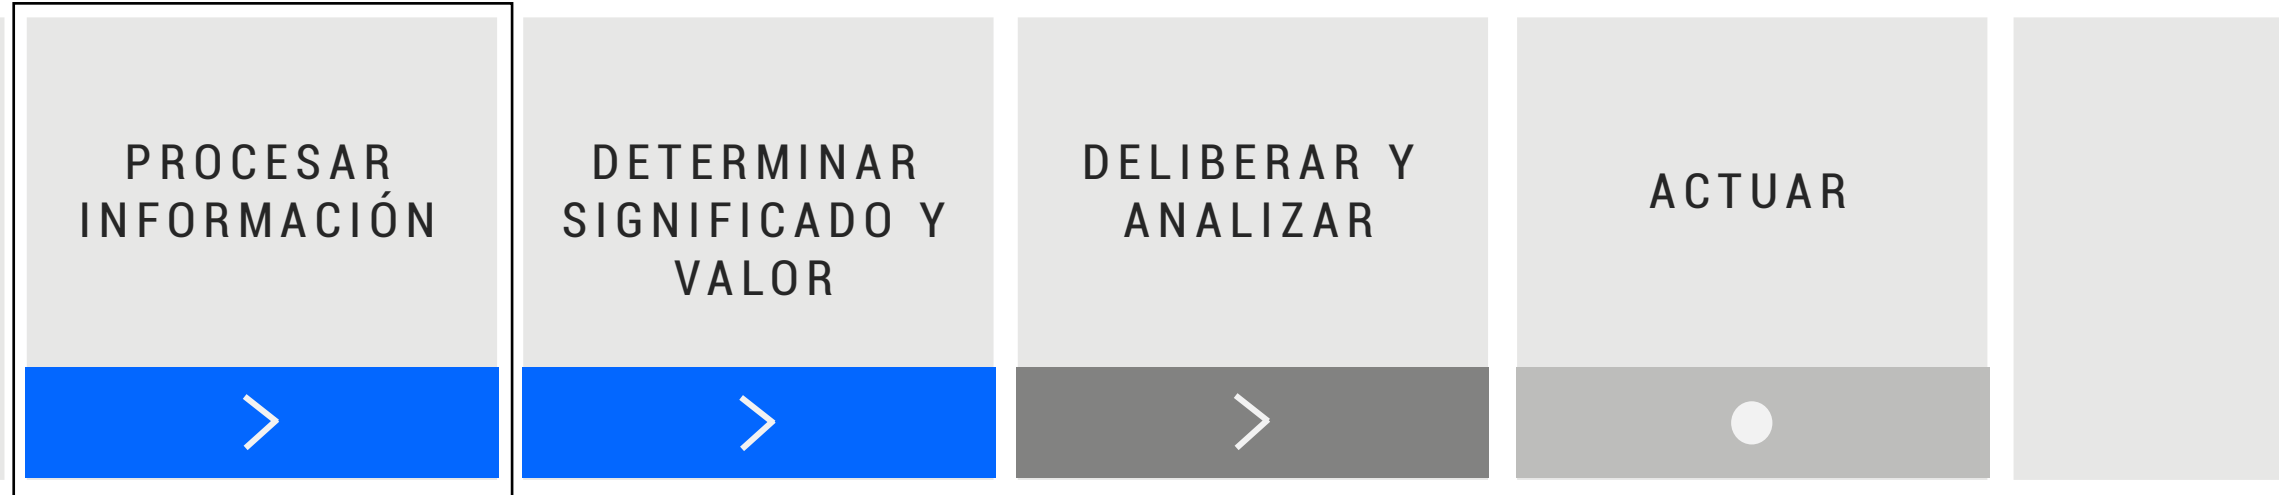 PROCESAR
INFORMACIÓN
DETERMINAR
SIGNIFICADO Y
VALOR
DELIBERAR Y
ANALIZAR
ACTUAR